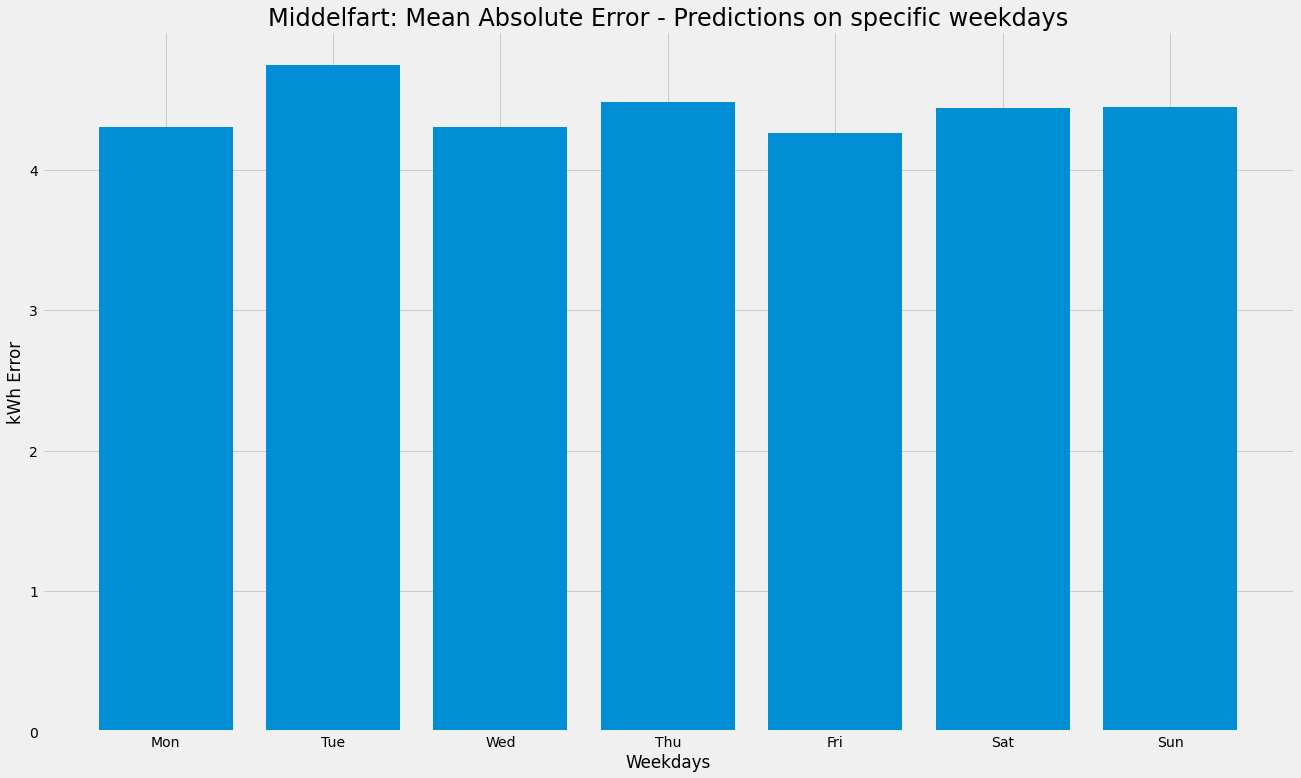 Middelfart: Mean Absolute Error - Predictions on specific weekdays
kWh Error
4
3
2
1
0
Mon Tue Wed Thu Fri Sat Sun
Weekdays